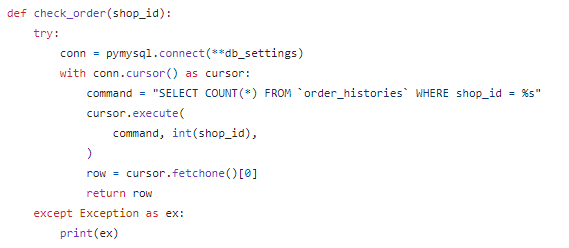 def check_order(shop_id):
    try:
        conn = pymysql.connect(**db_settings)
        with conn.cursor() as cursor:
            command = "SELECT COUNT(*) FROM `order_histories` WHERE shop_id = %s"
            cursor.execute(
                command, int(shop_id),
            )
            row = cursor.fetchone()[0]
            return row
    except Exception as ex:
        print(ex)